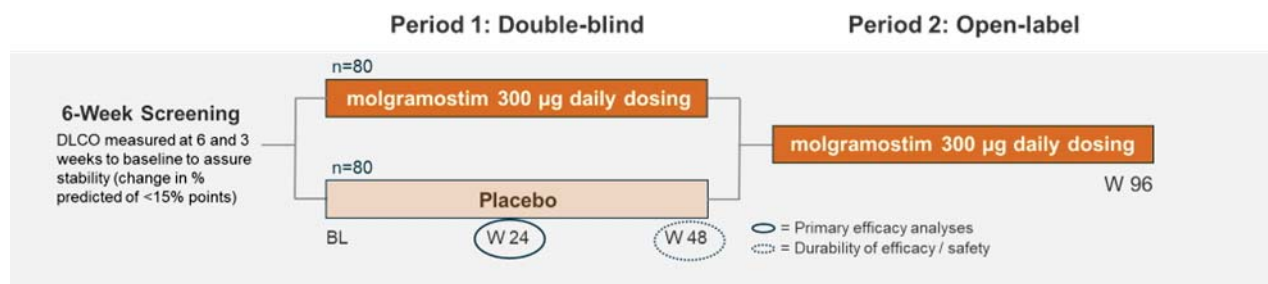 Period 1: Double-blind
Period 2: Open-label
6-Week Screening
DLCO measured at 6 and 3
weeks to baseline to assure
stability (change in %
predicted of <15% points)
n=80
molgramostim 300 µg daily dosing
n=80
Placebo
BL
W 24
W 48
molgramostim 300 µg daily dosing
W 96
= Primary efficacy analyses
= Durability of efficacy / safety